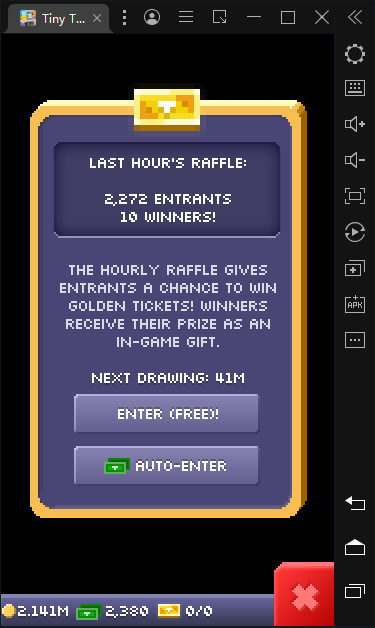 Tiny T...
LAST HOUR'S RAFFLE:
2,272 ENTRANTS
10 WINNERS!
THE HOURLY RAFFLE GIVES
ENTRANTS A CHANCE TO WIN
GOLDEN TICKETS! WINNERS
RECEIVE THEIR PRIZE AS AN
IN-GAME GIFT.
NEXT DRAWING: 41M
ENTER (FREE)!
AUTO-ENTER
2.141M 2,380 0/0
APK